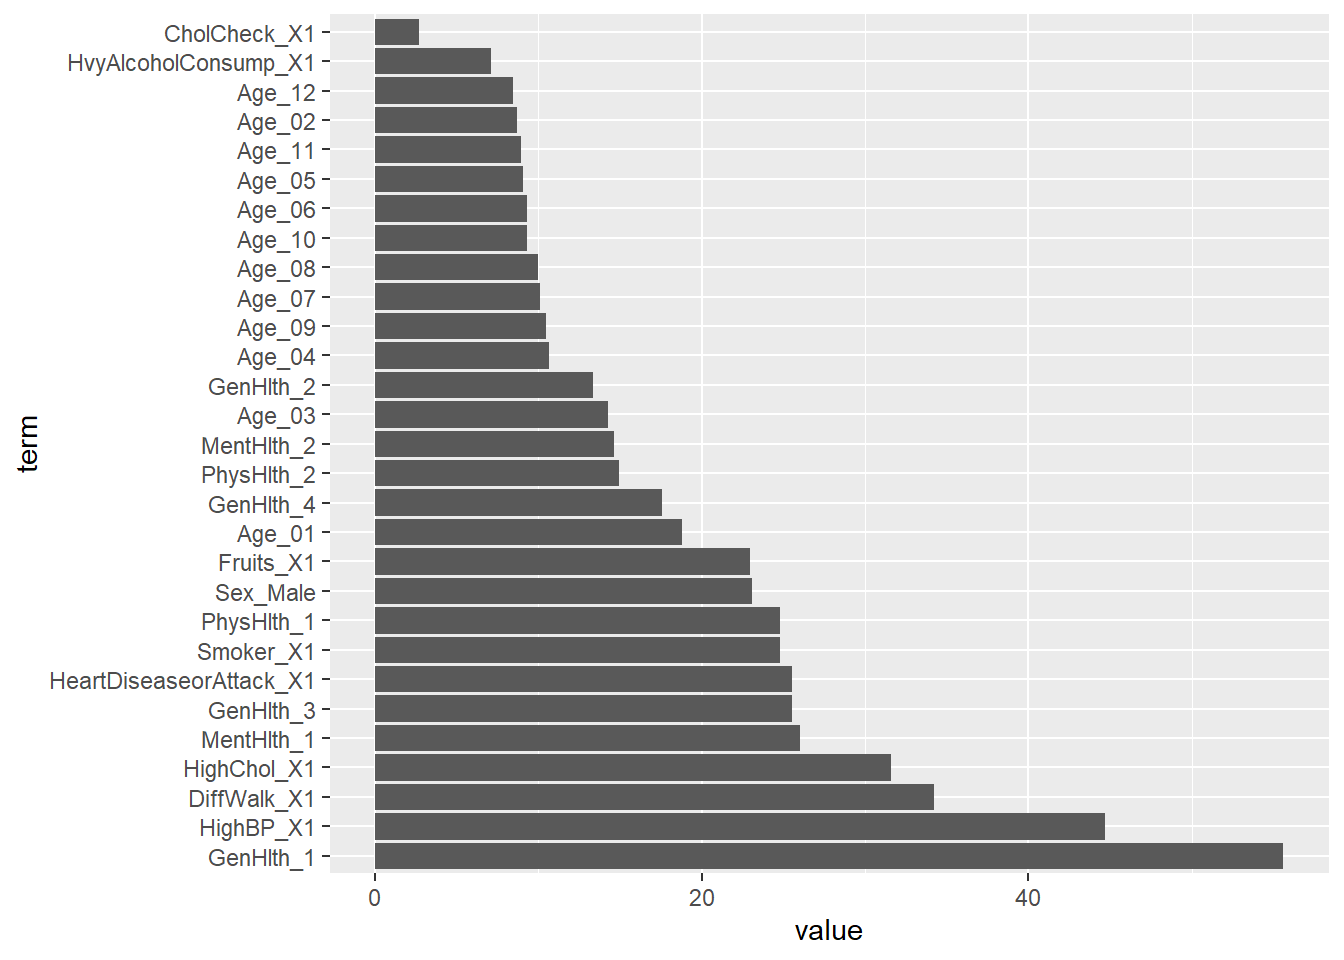 CholCheck_X1
HvyAlcoholConsump_X1
Age_12
Age_02
Age_11
Age_05
Age_06
Age_10
Age_08
Age_07
Age_09
Age_04
GenHlth_2
Age_03
MentHlth_2
PhysHlth_2
GenHlth_4
Age_01
Fruits_X1
Sex_Male
PhysHlth_1
Smoker_X1
HeartDiseaseorAttack_X1
GenHlth_3
MentHlth_1
HighChol_X1
DiffWalk_X1
HighBP_X1
GenHlth_1
term
0 20 40
value